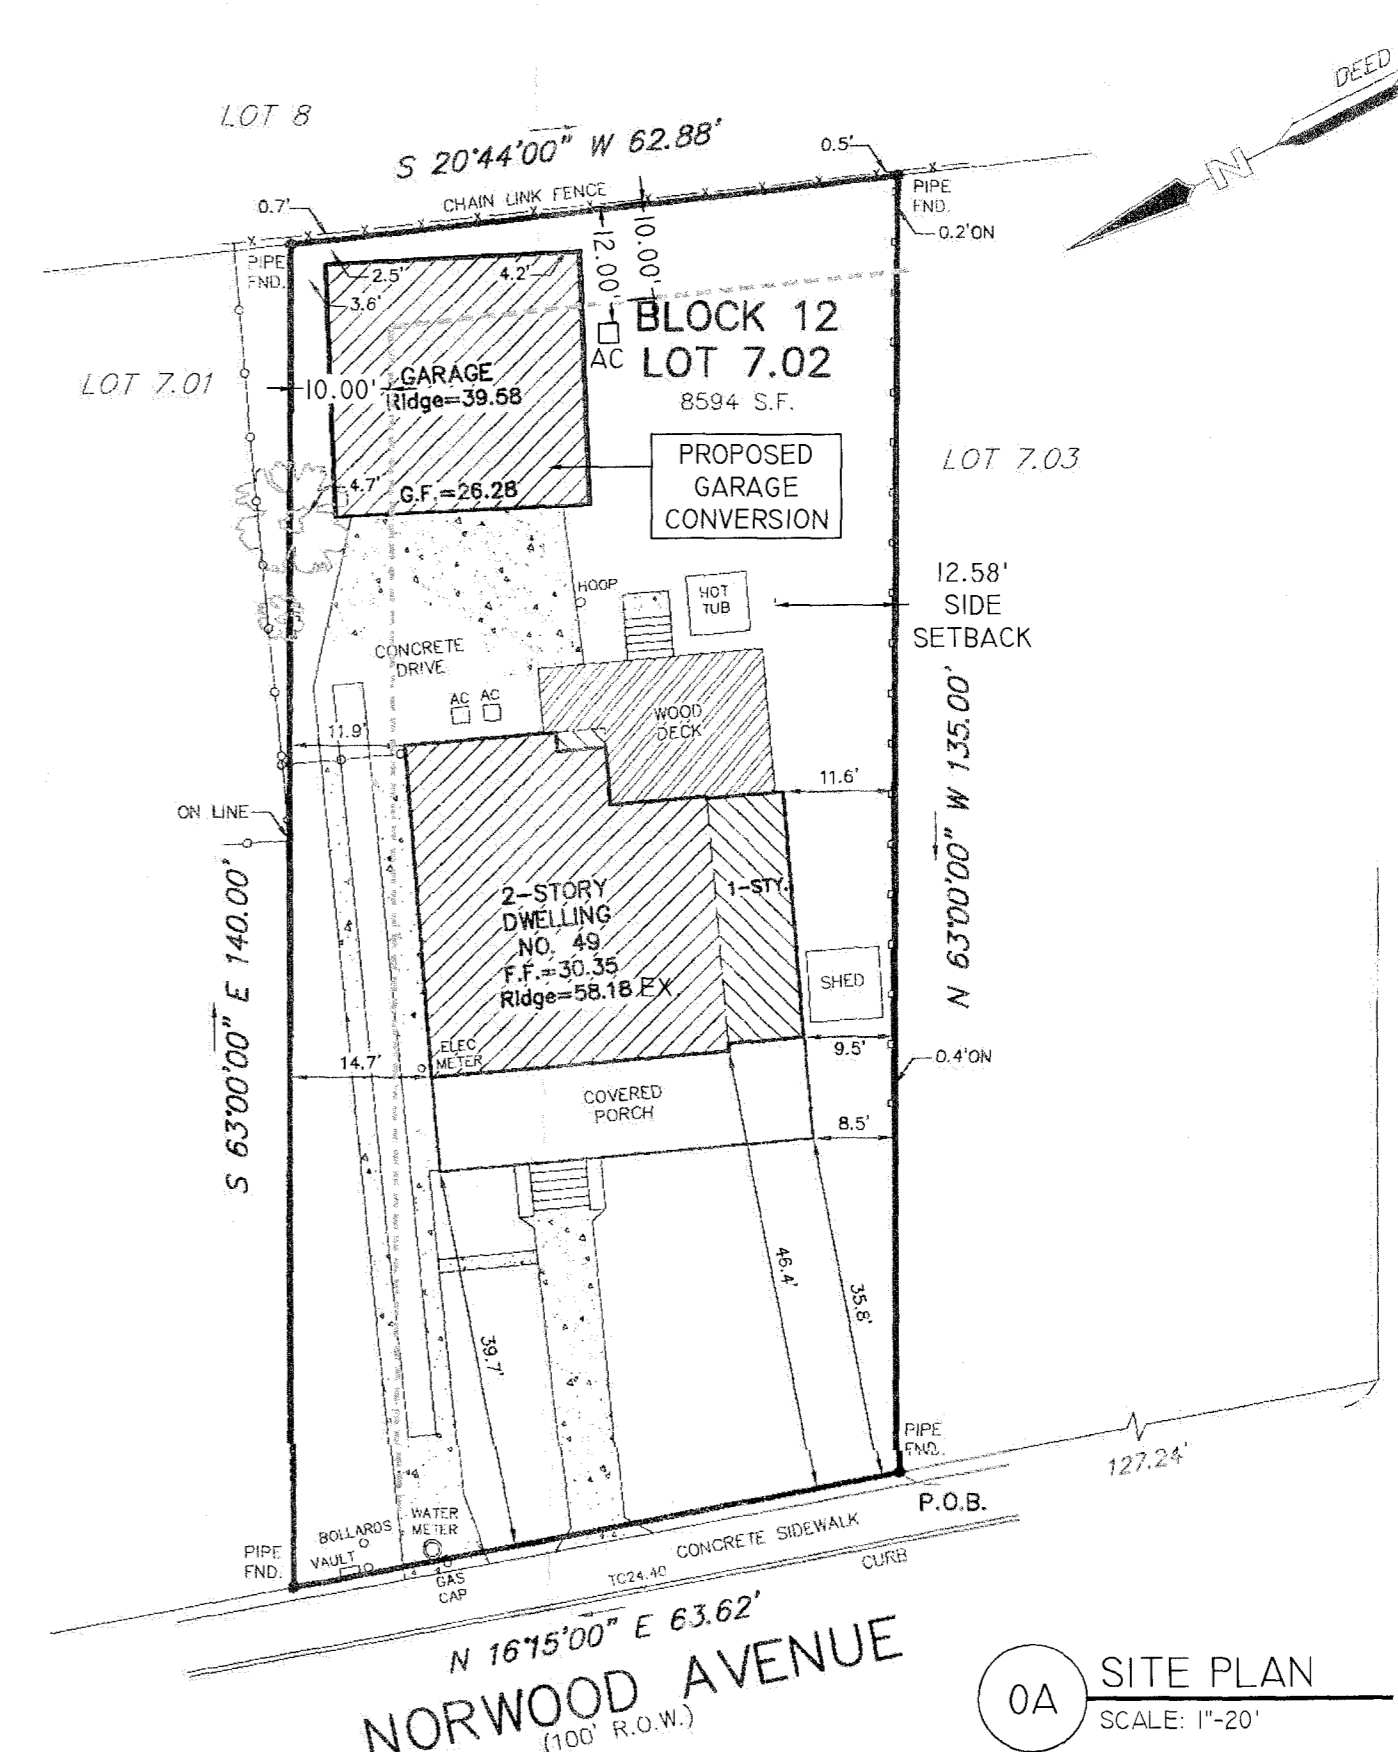 DEED
N
LOT 8
S 20°44'00" W 62.88'
0.5'
CHAIN LINK FENCE
0.7'
PIPE
FND.
0.2'ON
PIPE
FND.
2.5'
4.2'
3.6'
12.00'
10.00'
BLOCK 12
LOT 7.02
8594 S.F.
AC
LOT 7.01
10.00'
GARAGE
Ridge=39.58
PROPOSED
GARAGE
CONVERSION
LOT 7.03
4.7'
G.F.=26.28
HOOP
HOT
TUB
12.58'
SIDE
SETBACK
CONCRETE
DRIVE
AC AC
WOOD
DECK
11.9'
11.6'
N 63°00'00" W 135.00'
ON LINE
S 63°00'00" E 140.00'
2-STORY
DWELLING
NO. 49
F.F.=30.35
Ridge=58.18 EX.
1-STY.
SHED
ELEC
METER
14.7'
9.5'
0.4'ON
COVERED
PORCH
8.5'
46.4'
35.8'
39.7'
PIPE
FND.
127.24'
P.O.B.
BOLLARDS
WATER
METER
VAULT
PIPE
FND.
GAS
CAP
CONCRETE SIDEWALK
CURB
TC24.40
N 16°15'00" E 63.62'
NORWOOD AVENUE
(100' R.O.W.)
0A
SITE PLAN
SCALE: 1"-20'